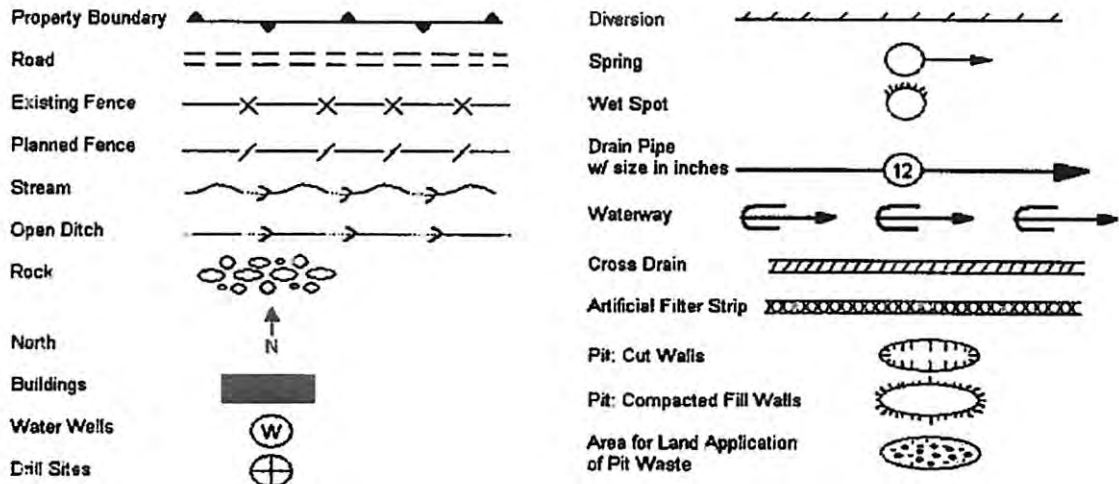 Property Boundary
Road
Existing Fence
Planned Fence
Stream
Open Ditch
Rock
North
N
Buildings
Water Wells
W
Drill Sites
Diversion
Spring
Wet Spot
Drain Pipe
w/ size in inches
12
Waterway
Cross Drain
Artificial Filter Strip
Pit: Cut Walls
Pit: Compacted Fill Walls
Area for Land Application
of Pit Waste